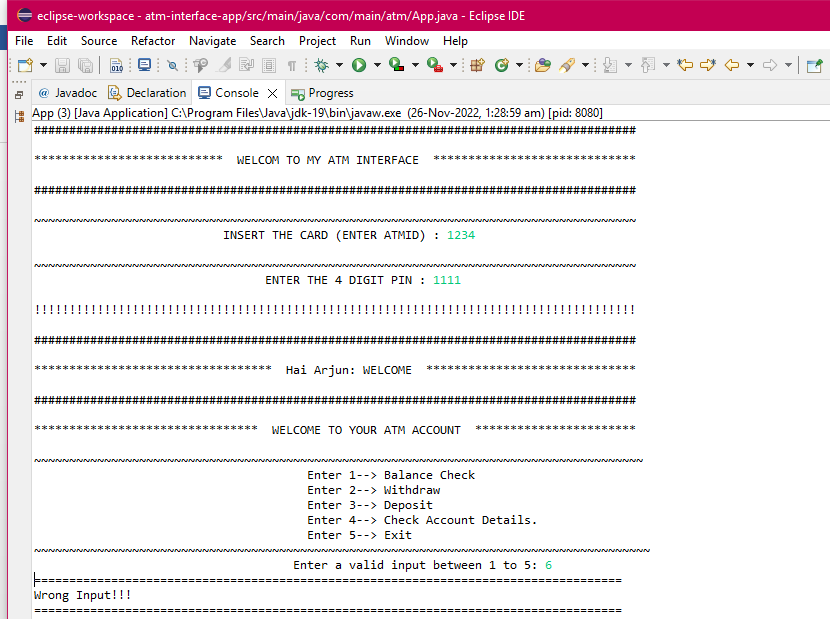 eclipse-workspace - atm-interface-app/src/main/java/com/main/atm/App.java - Eclipse IDE
File Edit Source Refactor Navigate Search Project Run Window Help
@ Javadoc Declaration Console Progress
App (3) [Java Application] C:\Program Files\Java\jdk-19\bin\javaw.exe (26-Nov-2022, 1:28:59 am) [pid: 8080]
######################################################################################
*************************** WELCOM TO MY ATM INTERFACE *****************************
######################################################################################
~~~~~~~~~~~~~~~~~~~~~~~~~~~~~~~~~~~~~~~~~~~~~~~~~~~~~~~~~~~~~~~~~~~~~~~~~~~~~~~~~~~~~~
INSERT THE CARD (ENTER ATMID) : 1234
~~~~~~~~~~~~~~~~~~~~~~~~~~~~~~~~~~~~~~~~~~~~~~~~~~~~~~~~~~~~~~~~~~~~~~~~~~~~~~~~~~~~~~
ENTER THE 4 DIGIT PIN : 1111
!!!!!!!!!!!!!!!!!!!!!!!!!!!!!!!!!!!!!!!!!!!!!!!!!!!!!!!!!!!!!!!!!!!!!!!!!!!!!!!!!!!!!!
######################################################################################
********************************** Hai Arjun: WELCOME ******************************
######################################################################################
******************************** WELCOME TO YOUR ATM ACCOUNT ***********************
~~~~~~~~~~~~~~~~~~~~~~~~~~~~~~~~~~~~~~~~~~~~~~~~~~~~~~~~~~~~~~~~~~~~~~~~~~~~~~~~~~~~~~~
Enter 1--> Balance Check
Enter 2--> Withdraw
Enter 3--> Deposit
Enter 4--> Check Account Details.
Enter 5--> Exit
~~~~~~~~~~~~~~~~~~~~~~~~~~~~~~~~~~~~~~~~~~~~~~~~~~~~~~~~~~~~~~~~~~~~~~~~~~~~~~~~~~~~~~~~
Enter a valid input between 1 to 5: 6
====================================================================================
Wrong Input!!!
====================================================================================